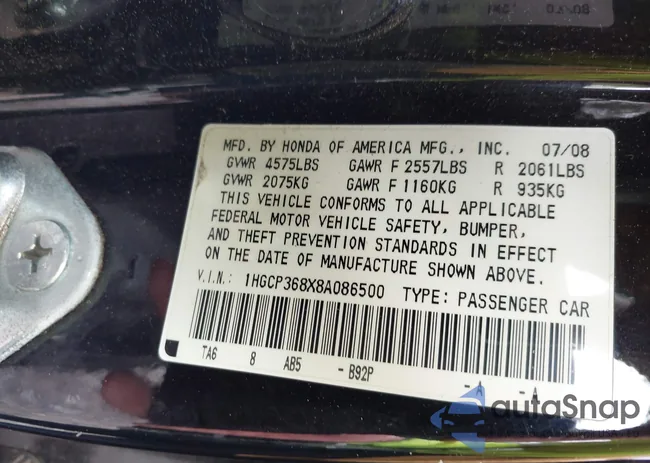 MFD. BY HONDA OF AMERICA MFG., INC. 07/08
GVWR 4575LBS GAWR F 2557LBS R 2061LBS
GVWR 2075KG GAWR F 1160KG R 935KG
THIS VEHICLE CONFORMS TO ALL APPLICABLE
FEDERAL MOTOR VEHICLE SAFETY, BUMPER,
AND THEFT PREVENTION STANDARDS IN EFFECT
ON THE DATE OF MANUFACTURE SHOWN ABOVE.
V.I.N.: 1HGCP368X8A086500 TYPE: PASSENGER CAR
TA6 8 AB5 - B92P -A -A
autaSnap